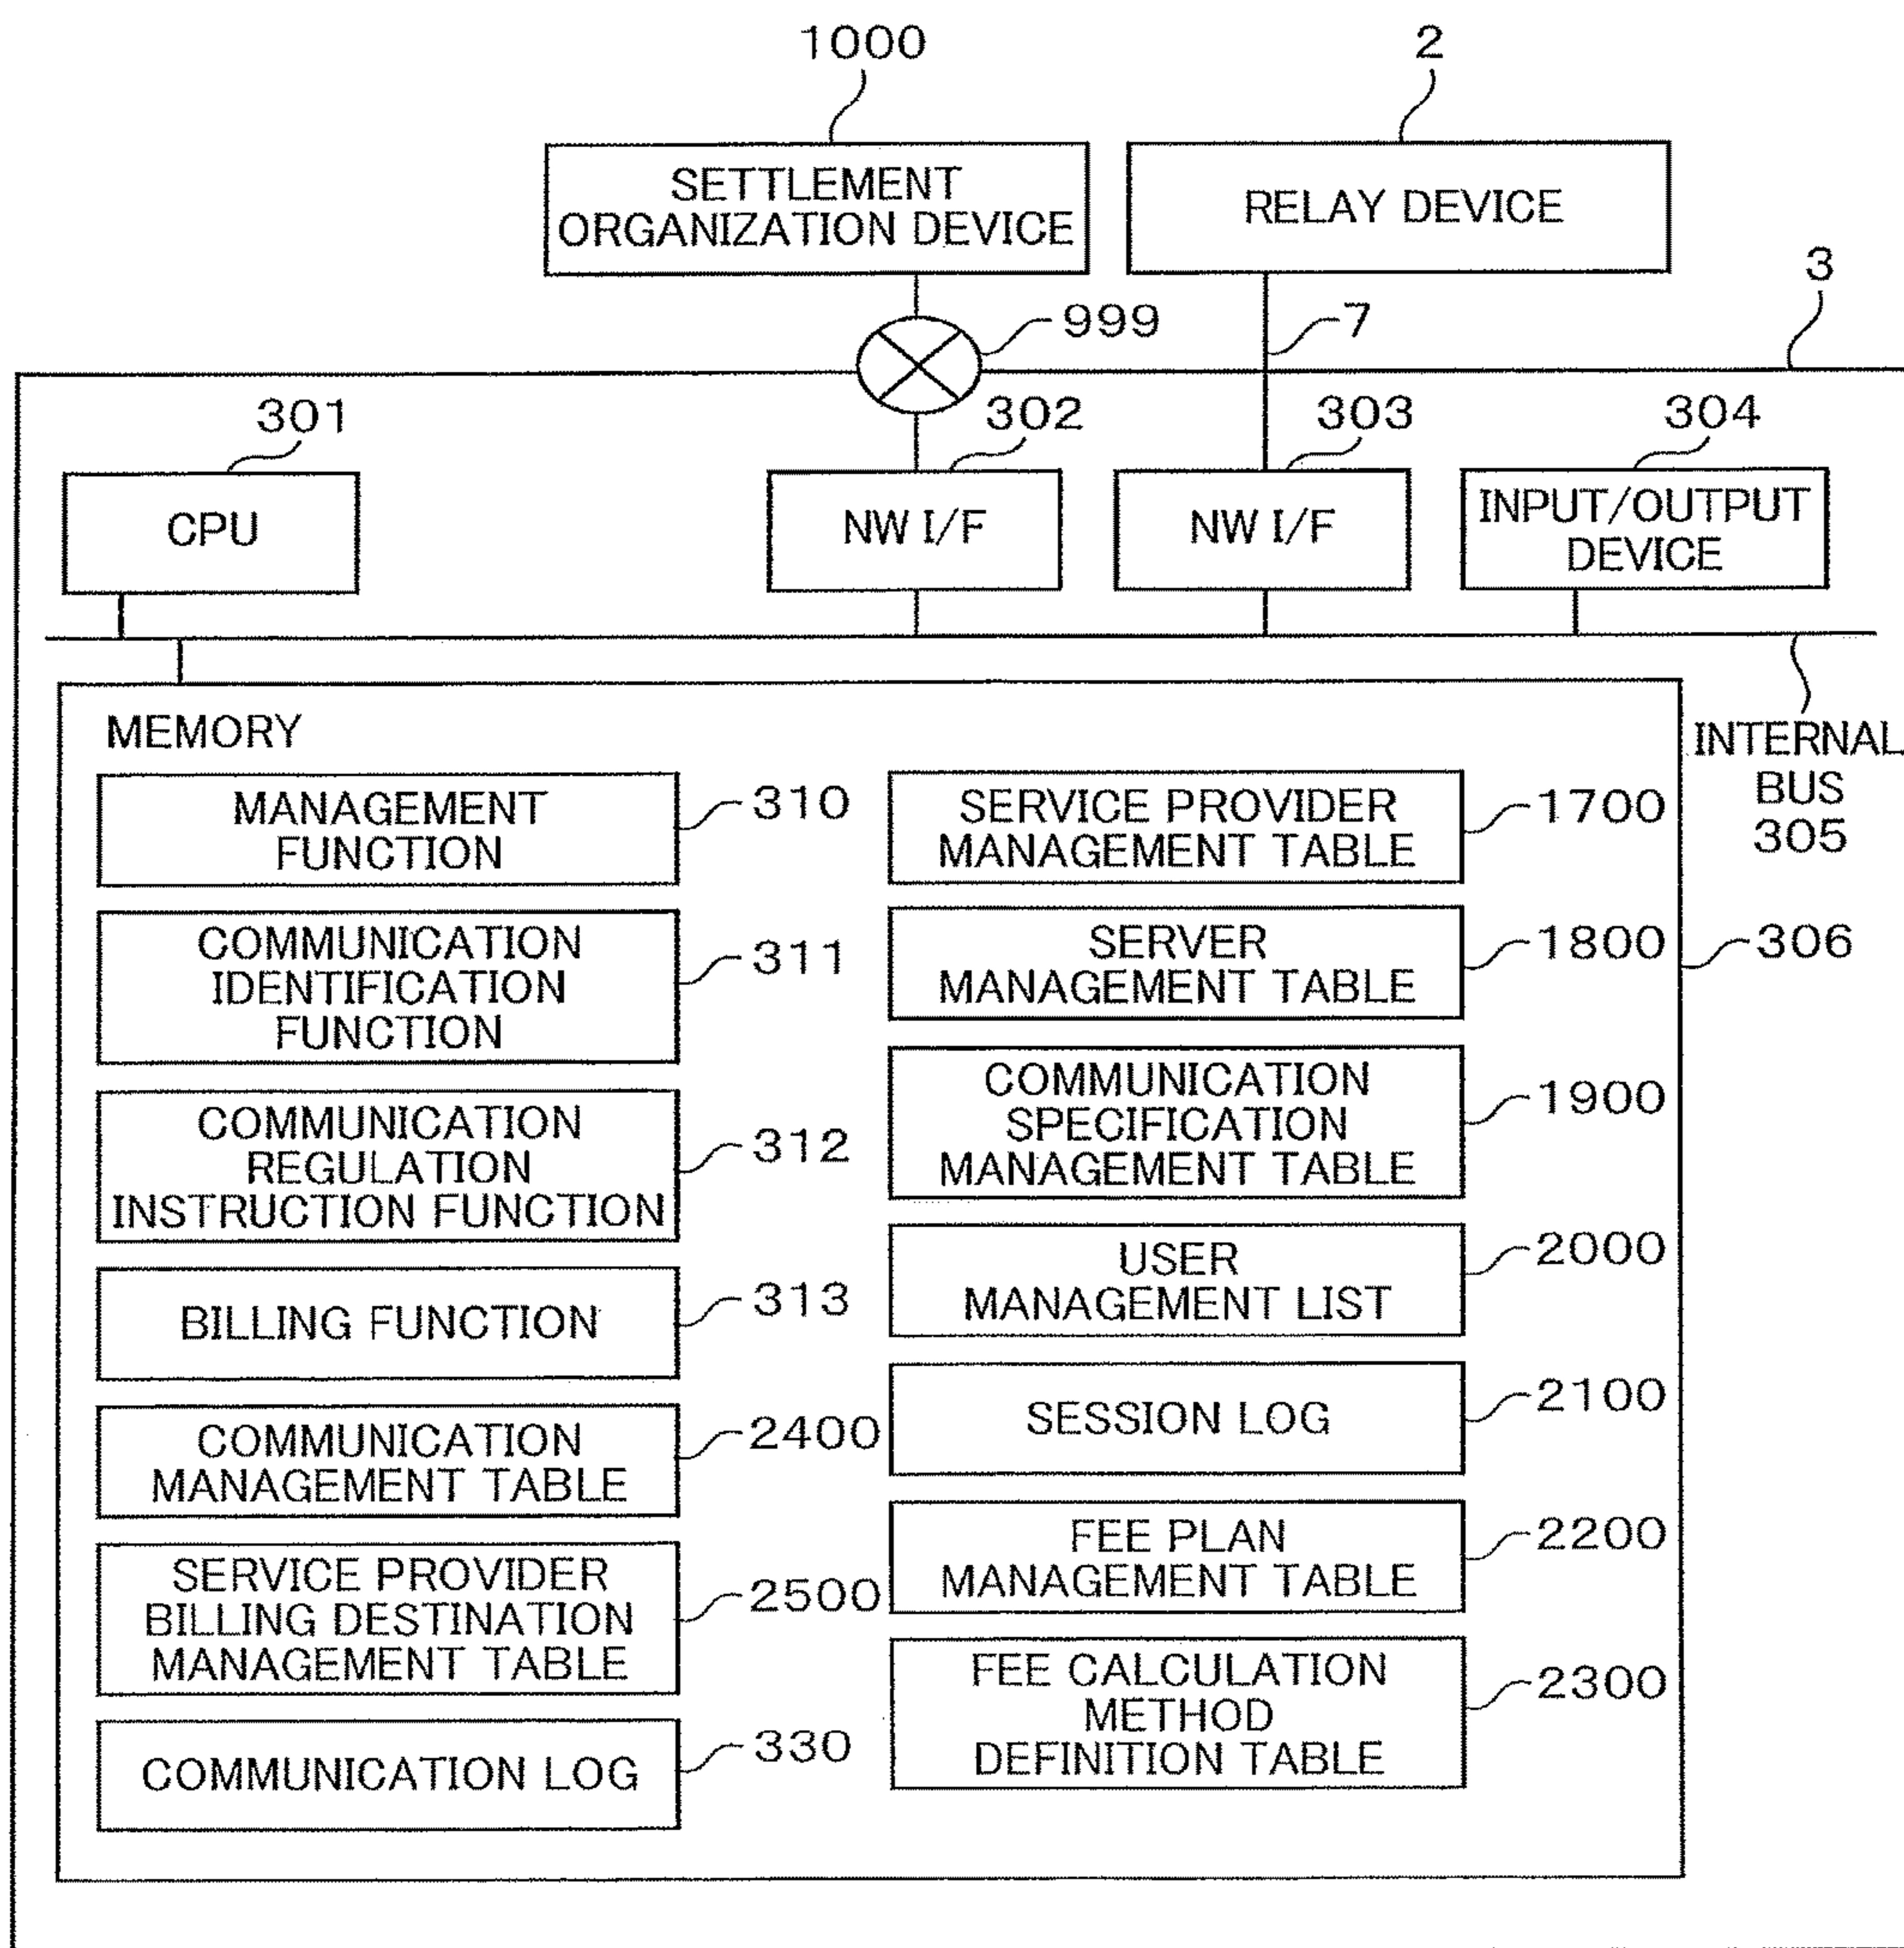 1000
2
SETTLEMENT
ORGANIZATION DEVICE
RELAY DEVICE
3
999
7
301
302
303
304
CPU
NW I/F
NW I/F
INPUT/OUTPUT
DEVICE
INTERNAL
BUS
305
MEMORY
306
MANAGEMENT
FUNCTION
310
COMMUNICATION
IDENTIFICATION
FUNCTION
311
COMMUNICATION
REGULATION
INSTRUCTION FUNCTION
312
BILLING FUNCTION
313
COMMUNICATION
MANAGEMENT TABLE
2400
SERVICE PROVIDER
BILLING DESTINATION
MANAGEMENT TABLE
2500
COMMUNICATION LOG
330
SERVICE PROVIDER
MANAGEMENT TABLE
1700
SERVER
MANAGEMENT TABLE
1800
COMMUNICATION
SPECIFICATION
MANAGEMENT TABLE
1900
USER
MANAGEMENT LIST
2000
SESSION LOG
2100
FEE PLAN
MANAGEMENT TABLE
2200
FEE CALCULATION
METHOD
DEFINITION TABLE
2300